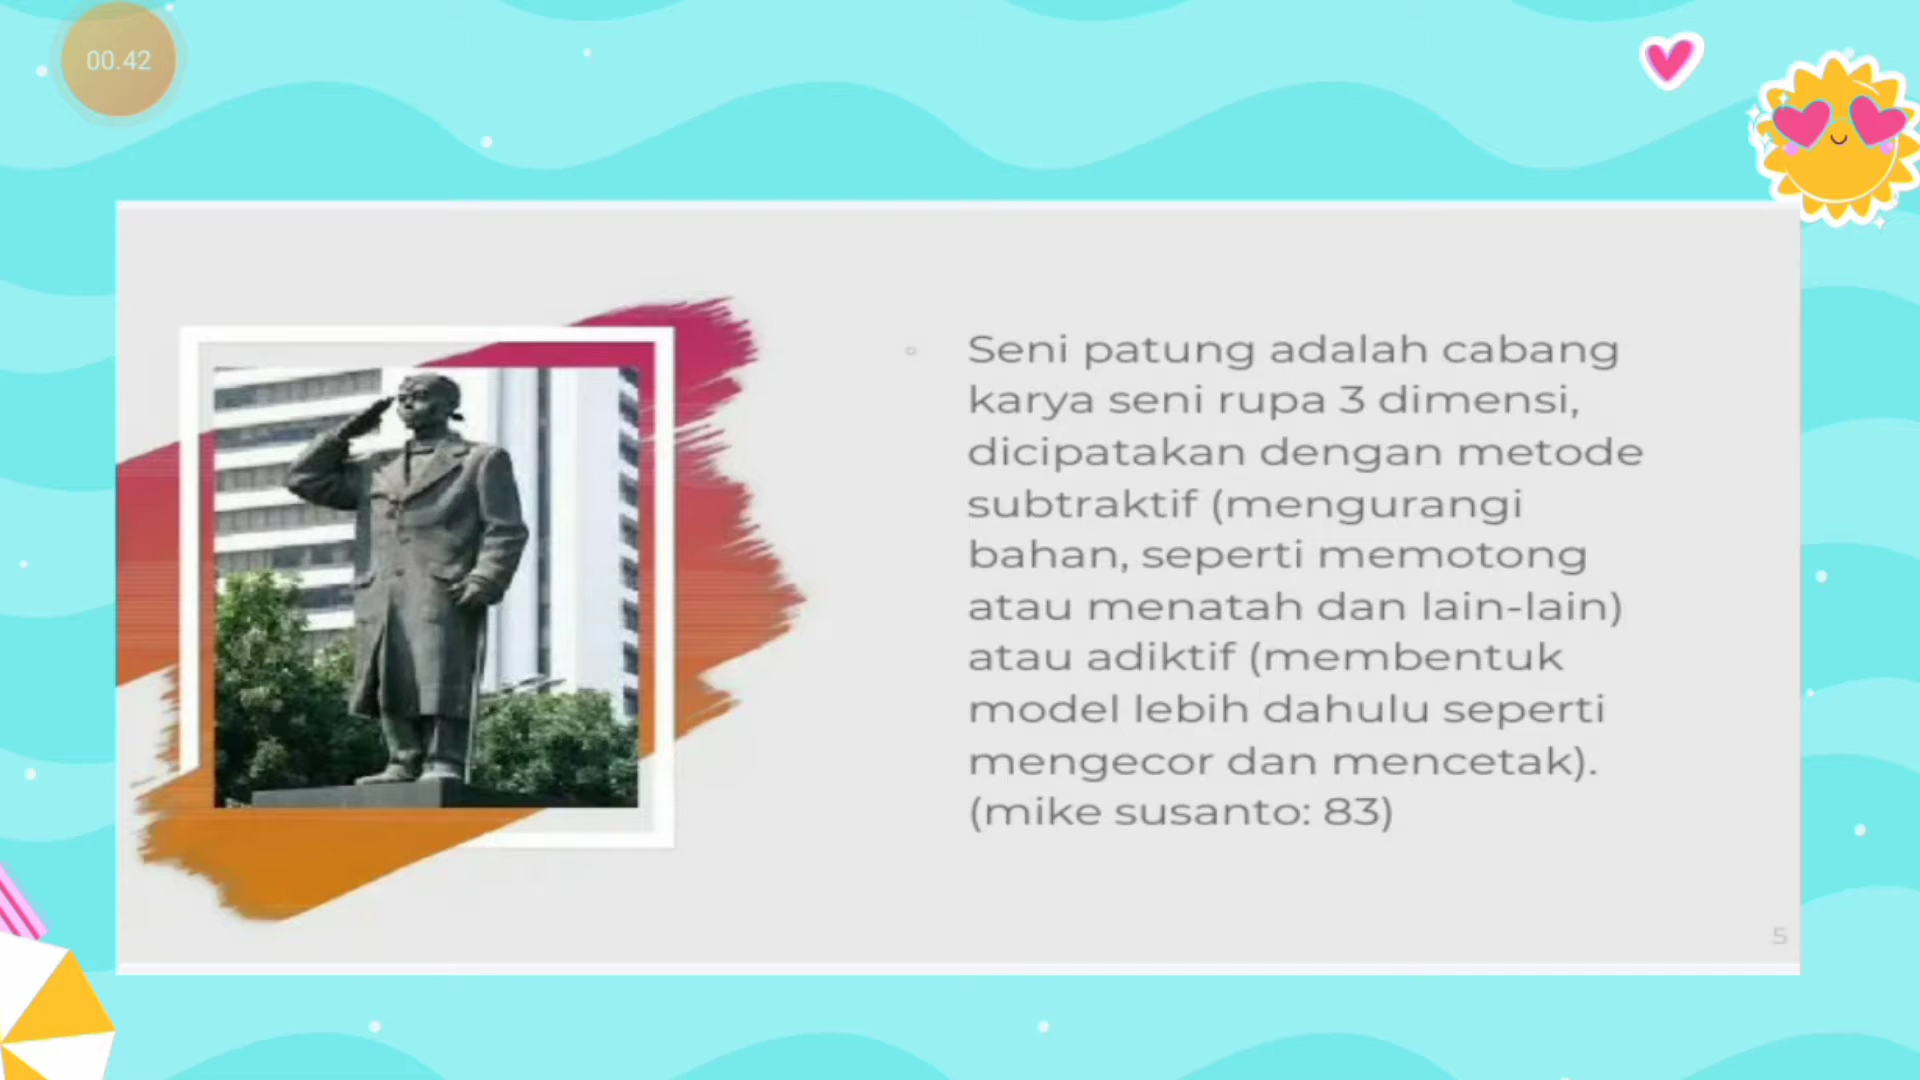 00.42
Seni patung adalah cabang
karya seni rupa 3 dimensi,
dicipatakan dengan metode
subtraktif (mengurangi
bahan, seperti memotong
atau menatah dan lain-lain)
atau adiktif (membentuk
model lebih dahulu seperti
mengecor dan mencetak).
(mike susanto: 83)
5